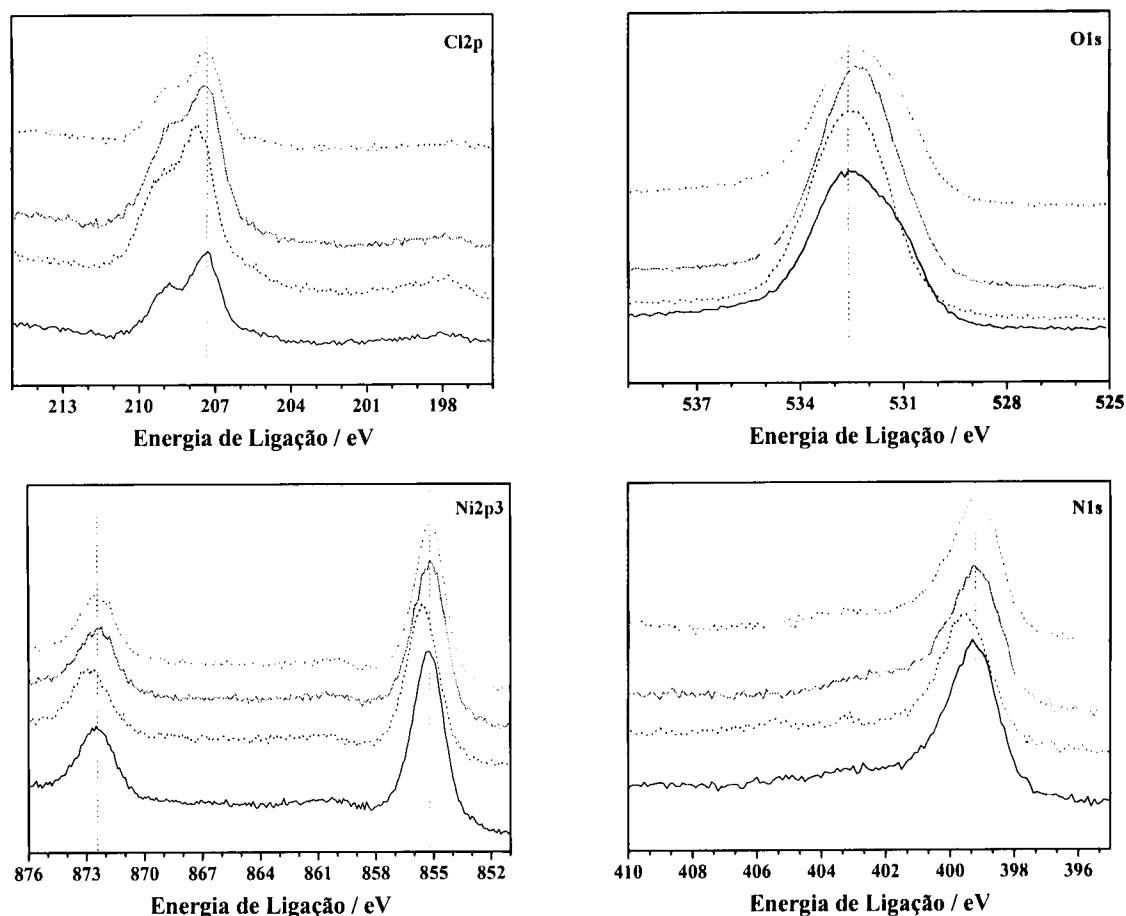 Cl2p
213 210 207 204 201 198
Energia de Ligação / eV
O1s
537 534 531 528 525
Energia de Ligação / eV
Ni2p3
876 873 870 867 864 861 858 855 852
Energia de Ligação / eV
N1s
410 408 406 404 402 400 398 396
Energia de Ligação / eV